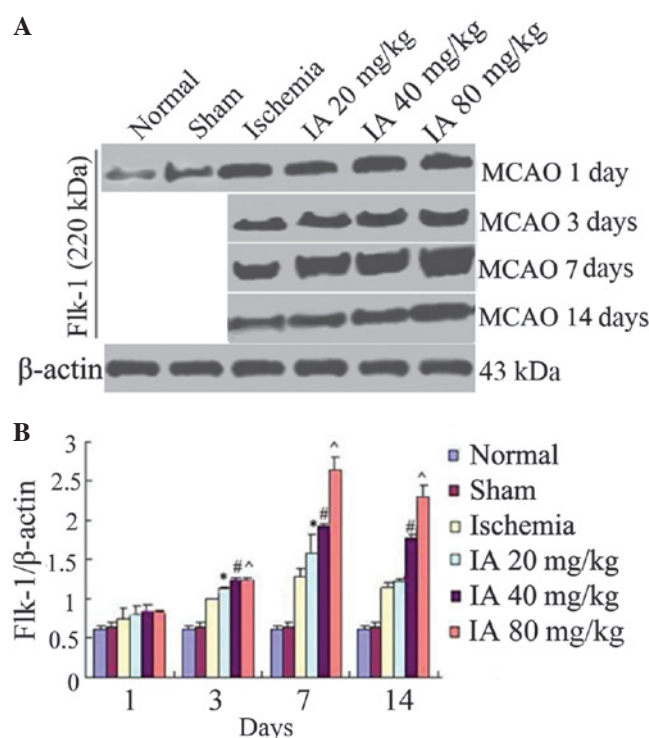 A
Normal
Sham
Ischemia
IA 20 mg/kg
IA 40 mg/kg
IA 80 mg/kg
Flk-1 (220 kDa)
MCAO 1 day
MCAO 3 days
MCAO 7 days
MCAO 14 days
β-actin 43 kDa
B
Flk-1/β-actin
3
2.5
2
1.5
1
0.5
0
* # ^
* # ^
# ^
1 3 7 14
Days
Normal
Sham
Ischemia
IA 20 mg/kg
IA 40 mg/kg
IA 80 mg/kg